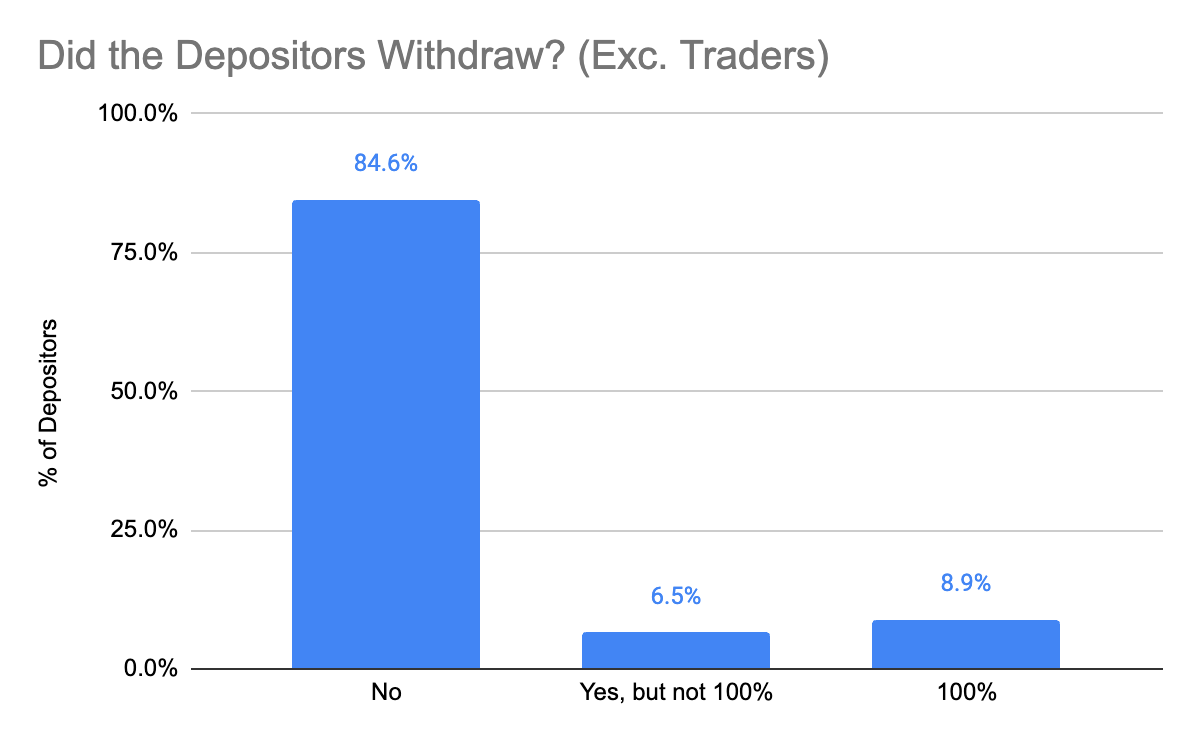 Did the Depositors Withdraw? (Exc. Traders)
100.0%
84.6%
75.0%
50.0%
% of Depositors
25.0%
8.9%
6.5%
0.0%
No
Yes, but not 100%
100%